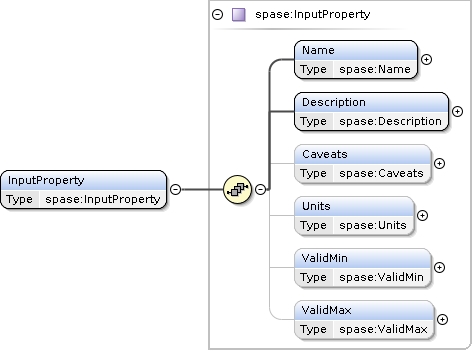 spase:InputProperty
Name
Type spase:Name
Description
Type spase:Description
Caveats
Type spase:Caveats
InputProperty
Type spase:InputProperty
Units
Type spase:Units
ValidMin
Type spase:ValidMin
ValidMax
Type spase:ValidMax